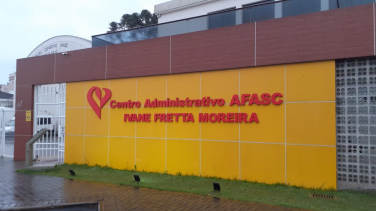 Centro Administrativo AFASC
IVANE FRETTA MOREIRA